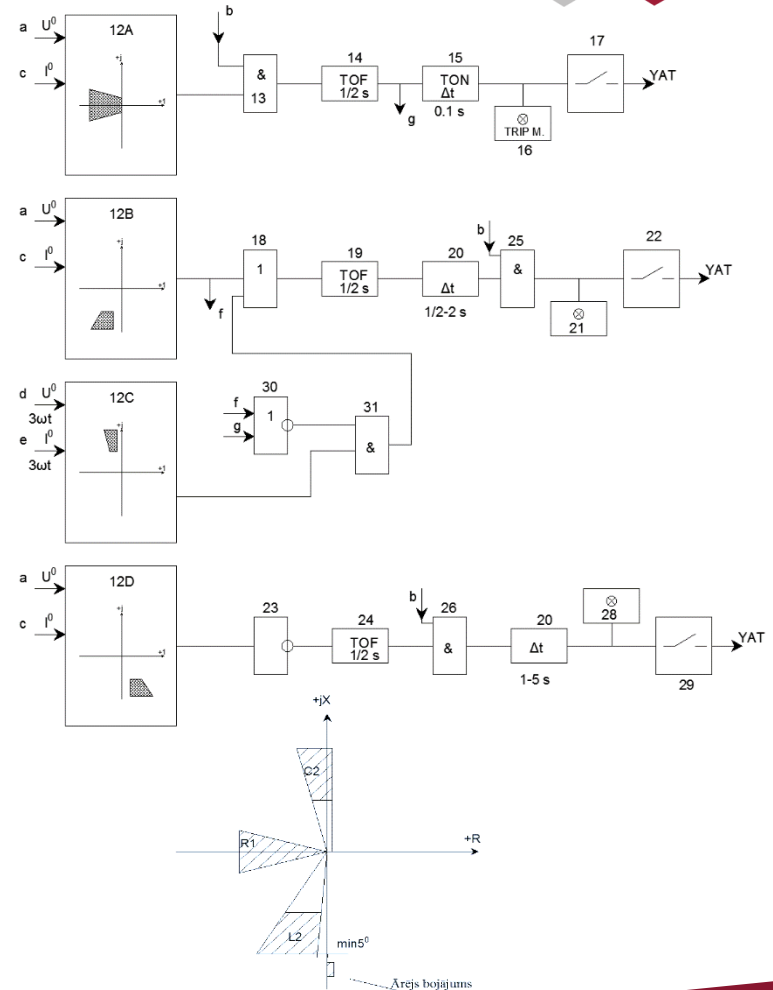 b
a U⁰
c I⁰
12A
+j
+1
&
13
14
TOF
1/2 s
g
15
TON
Δt
0.1 s
TRIP M.
16
17
YAT
a U⁰
c I⁰
12B
+j
+1
f
18
1
19
TOF
1/2 s
20
Δt
1/2-2 s
b
25
&
21
22
YAT
d U⁰
3ωt
e I⁰
3ωt
12C
+j
+1
30
f
g
1
31
&
a U⁰
c I⁰
12D
+j
+1
23
24
TOF
1/2 s
b
26
&
20
Δt
1-5 s
28
29
YAT
+jX
C2
R1
+R
L2
min5⁰
Ārējs bojājums